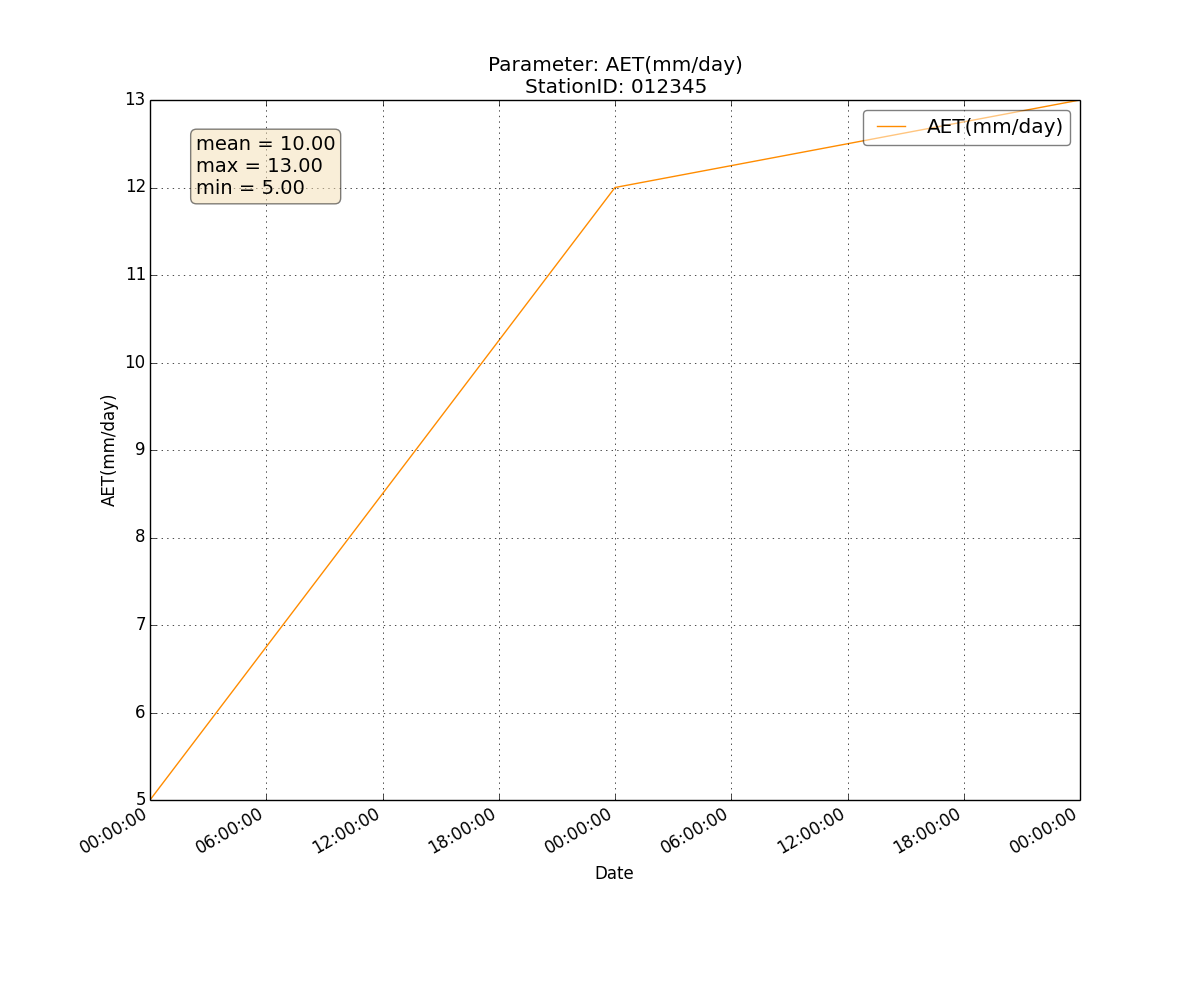 Parameter: AET(mm/day)
StationID: 012345
13
mean = 10.00
max = 13.00
min = 5.00
AET(mm/day)
12
11
10
9
8
7
6
5
AET(mm/day)
00:00:00 06:00:00 12:00:00 18:00:00 00:00:00 06:00:00 12:00:00 18:00:00 00:00:00
Date